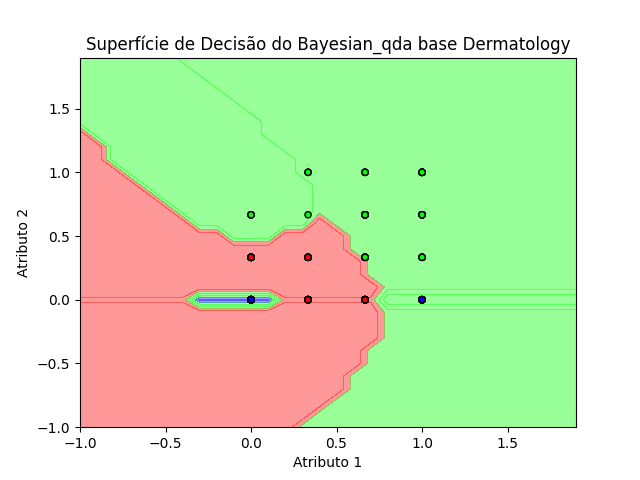 Superfície de Decisão do Bayesian_qda base Dermatology
1.5
1.0
0.5
0.0
−0.5
−1.0
Atributo 2
−1.0 −0.5 0.0 0.5 1.0 1.5
Atributo 1